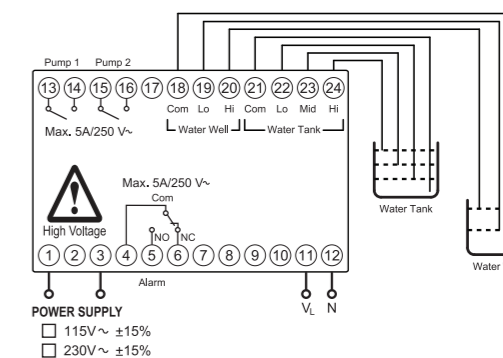 Pump 1 Pump 2
13 14 15 16 17 18 19 20 21 22 23 24
Com Lo Hi Com Lo Mid Hi
Max. 5A/250 V~ Water Well Water Tank
Max. 5A/250 V~
Com
High Voltage
NO NC
1 2 3 4 5 6 7 8 9 10 11 12
Alarm
Water Tank
Water
POWER SUPPLY
VL N
115V~ ±15%
230V~ ±15%